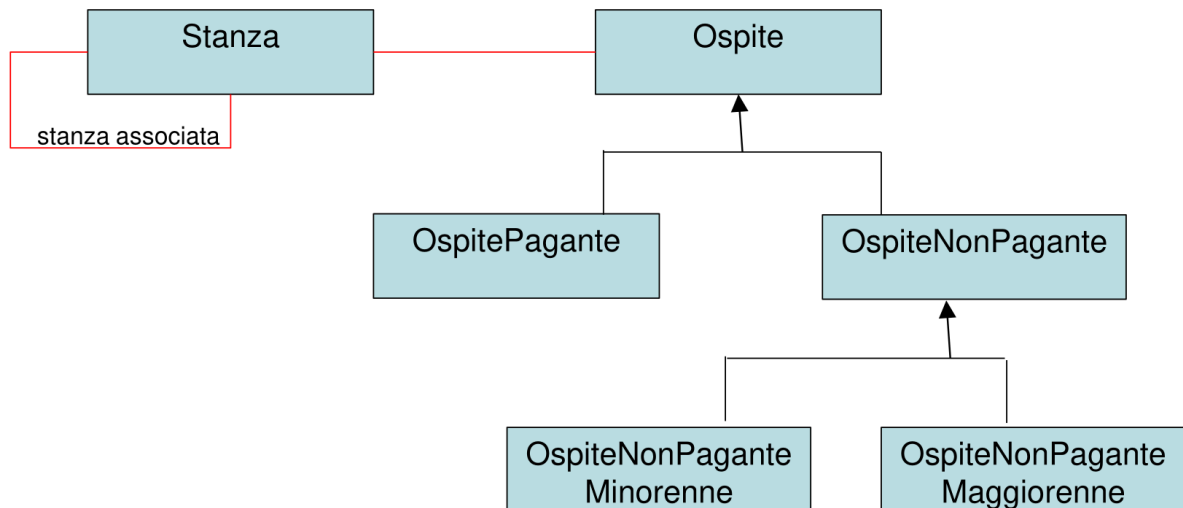 Stanza
Ospite
stanza associata
OspitePagante
OspiteNonPagante
OspiteNonPagante
Minorenne
OspiteNonPagante
Maggiorenne